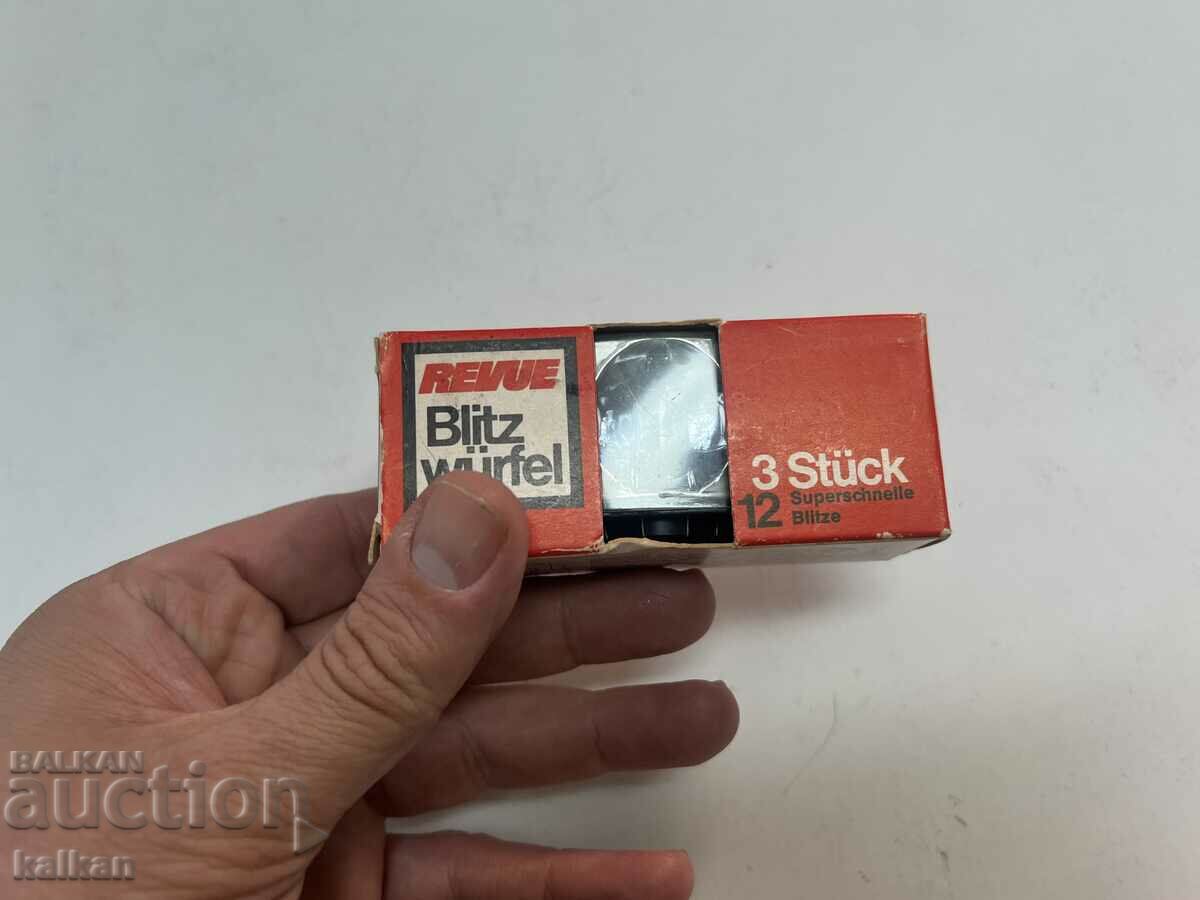 REVUE
Blitz
würfel
3 Stück
12 Superschnelle
Blitze
BALKAN
auction
kalkan